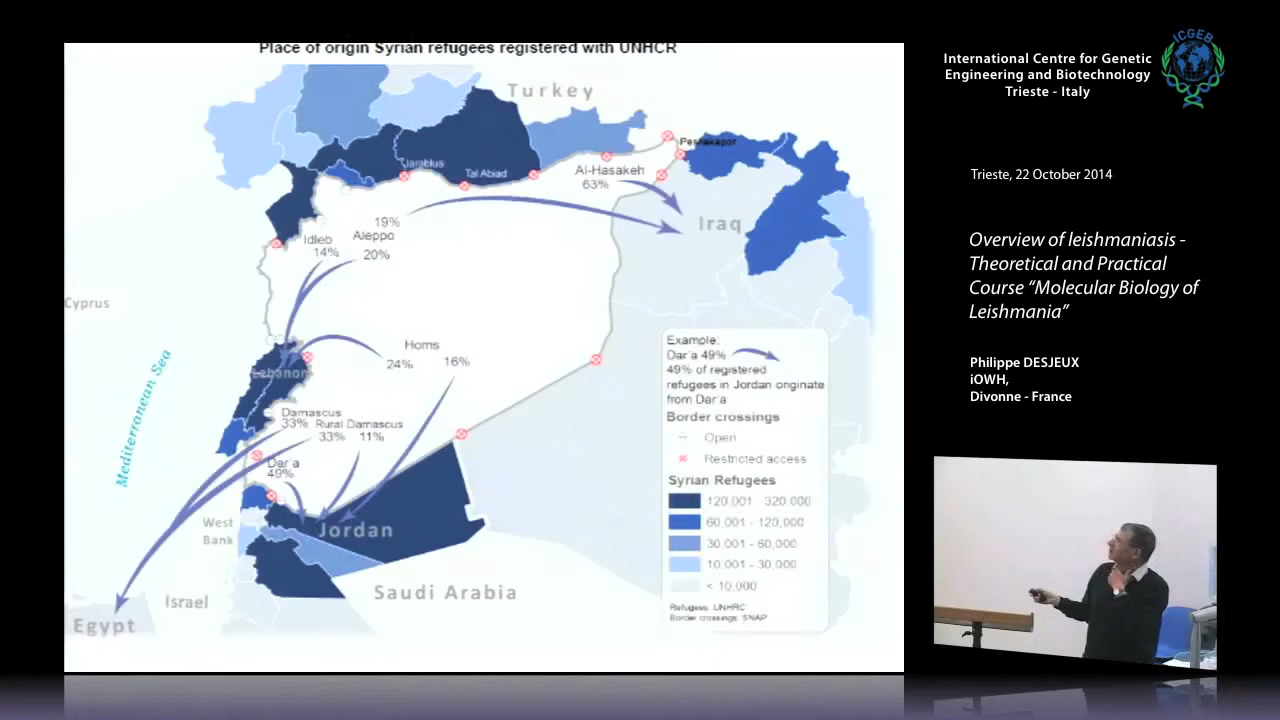 Place of origin Syrian refugees registered with UNHCR
Turkey
Peshkapor
Jarablus
Tal Abiad
Al-Hasakeh
63%
Iraq
19%
Idleb
Aleppo
14%
20%
Cyprus
Mediterranean Sea
Homs
24%
16%
Lebanon
Damascus
33%
Rural Damascus
33%
11%
Dar'a
49%
West
Bank
Jordan
Israel
Saudi Arabia
Egypt
Example:
Dar'a 49%
49% of registered
refugees in Jordan originate
from Dar'a
Border crossings
Open
Restricted access
Syrian Refugees
120,001 - 320,000
60,001 - 120,000
30,001 - 60,000
10,001 - 30,000
< 10,000
Refugees: UNHRC
Border crossings: SNAP
International Centre for Genetic
Engineering and Biotechnology
Trieste - Italy
ICGEB
Trieste, 22 October 2014
Overview of leishmaniasis -
Theoretical and Practical
Course “Molecular Biology of
Leishmania”
Philippe DESJEUX
iOWH,
Divonne - France